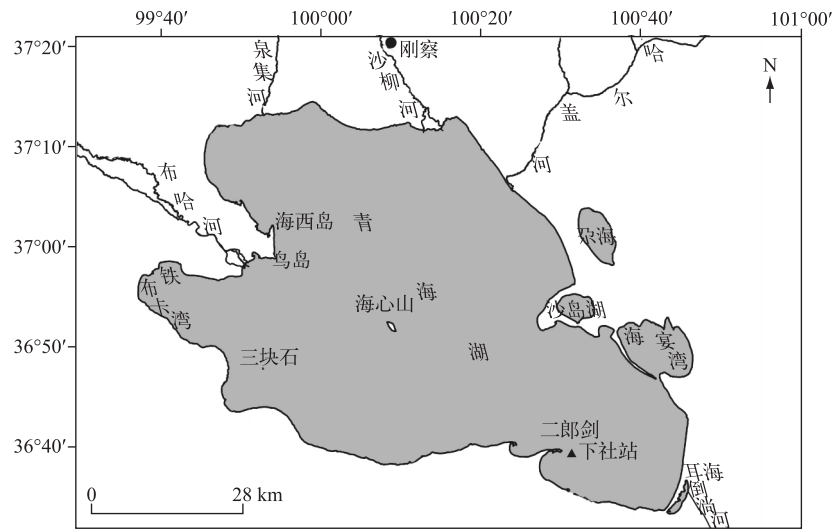 99°40′
100°00′
100°20′
100°40′
101°00′
37°20′
37°10′
37°00′
36°50′
36°40′
N
泉集河
刚察
沙柳河
哈尔盖河
布哈河
海西岛
鸟岛
青海湖
尕海
铁布卡湾
海心山
沙岛湖
海宴湾
三块石
二郎剑
下社站
耳海
倒淌河
0
28 km